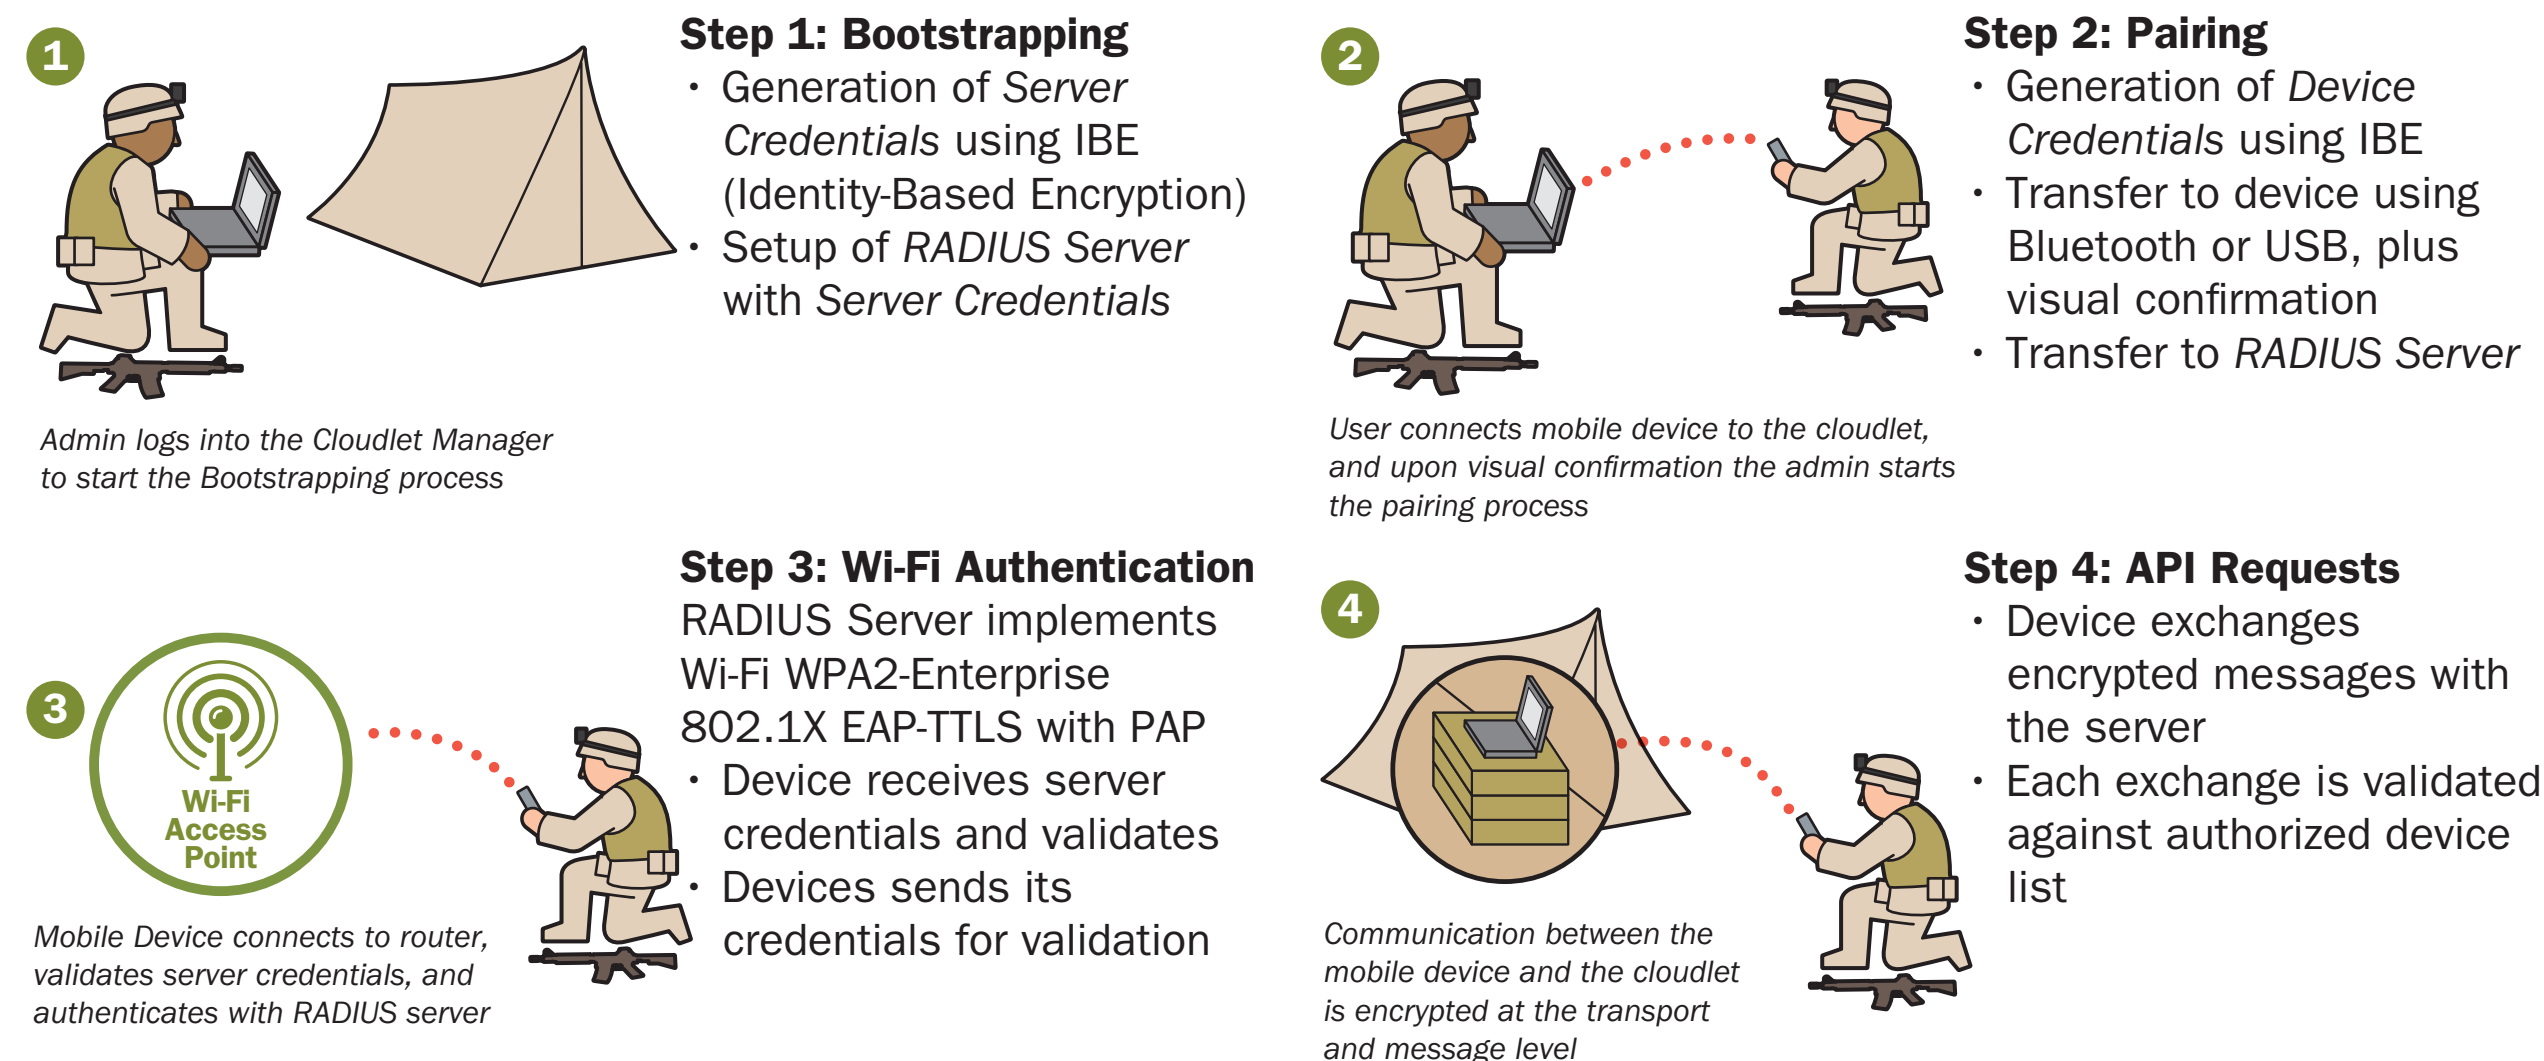 1
Step 1: Bootstrapping
· Generation of Server
Credentials using IBE
(Identity-Based Encryption)
· Setup of RADIUS Server
with Server Credentials
Admin logs into the Cloudlet Manager
to start the Bootstrapping process
2
Step 2: Pairing
· Generation of Device
Credentials using IBE
· Transfer to device using
Bluetooth or USB, plus
visual confirmation
· Transfer to RADIUS Server
User connects mobile device to the cloudlet,
and upon visual confirmation the admin starts
the pairing process
3
Wi-Fi
Access
Point
Step 3: Wi-Fi Authentication
RADIUS Server implements
Wi-Fi WPA2-Enterprise
802.1X EAP-TTLS with PAP
· Device receives server
credentials and validates
· Devices sends its
credentials for validation
Mobile Device connects to router,
validates server credentials, and
authenticates with RADIUS server
4
Step 4: API Requests
· Device exchanges
encrypted messages with
the server
· Each exchange is validated
against authorized device
list
Communication between the
mobile device and the cloudlet
is encrypted at the transport
and message level